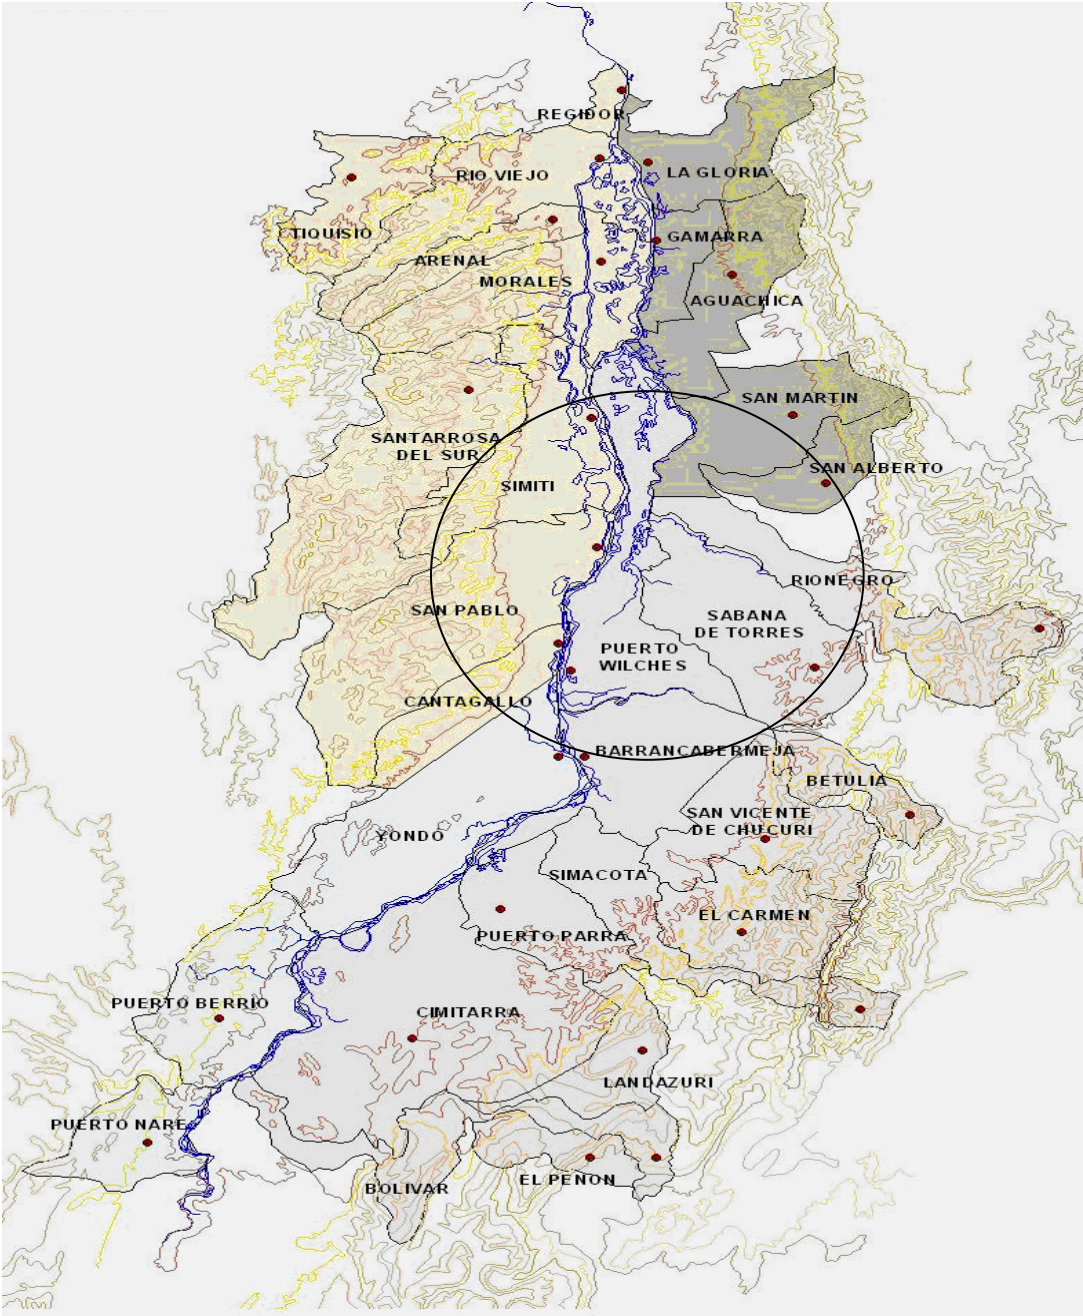 REGIDOR
RIO VIEJO
LA GLORIA
TIQUISIO
GAMARRA
ARENAL
MORALES
AGUACHICA
SAN MARTIN
SANTARROSA
DEL SUR
SAN ALBERTO
SIMITI
RIONEGRO
SAN PABLO
SABANA
DE TORRES
PUERTO
WILCHES
CANTAGALLO
BARRANCABERMEJA
BETULIA
SAN VICENTE
DE CHUCURI
YONDO
SIMACOTA
EL CARMEN
PUERTO PARRA
PUERTO BERRIO
CIMITARRA
LANDAZURI
PUERTO NARE
EL PENON
BOLIVAR